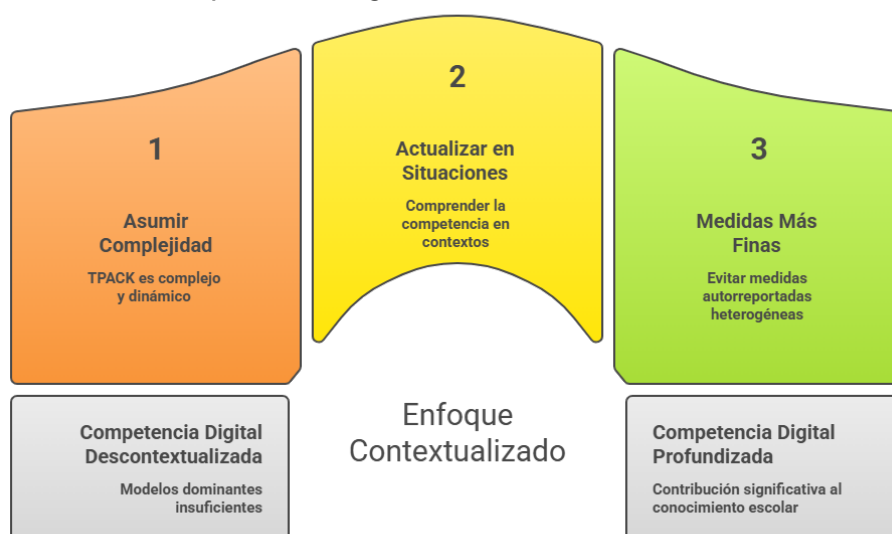 1
Asumir
Complejidad
TPACK es complejo
y dinámico
2
Actualizar en
Situaciones
Comprender la
competencia en
contextos
3
Medidas Más
Finas
Evitar medidas
autorreportadas
heterogéneas
Competencia Digital
Descontextualizada
Modelos dominantes
insuficientes
Enfoque
Contextualizado
Competencia Digital
Profundizada
Contribución significativa al
conocimiento escolar